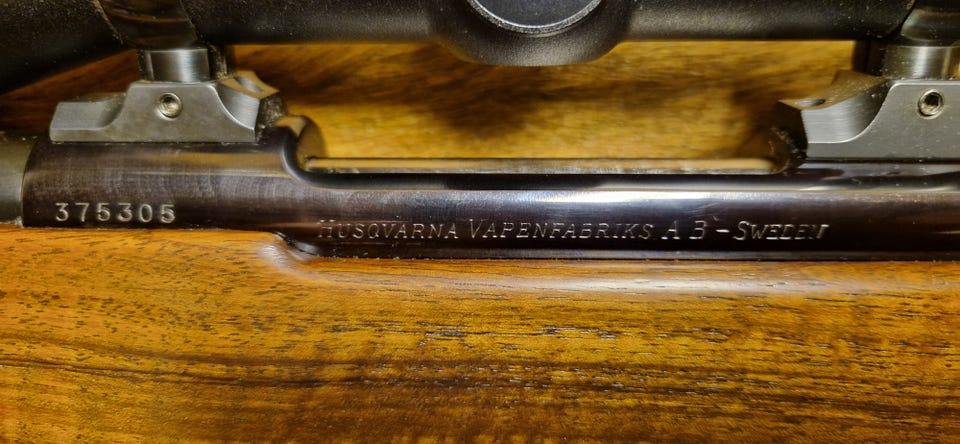 375305
HUSQVARNA VAPENFABRIKS A B - SWEDEN